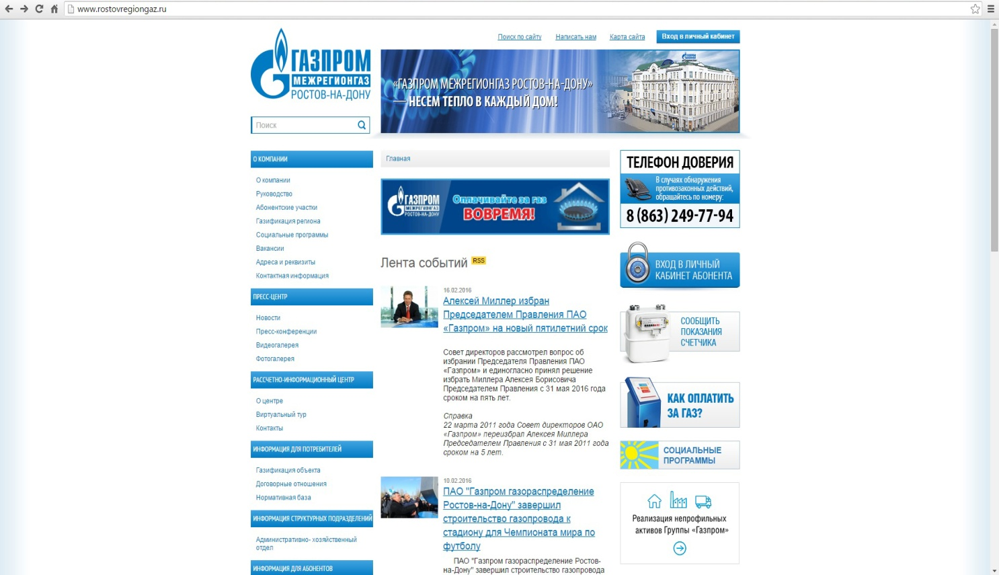 www.rostovregiongaz.ru
Поиск по сайту
Написать нам
Карта сайта
Вход в личный кабинет
ГАЗПРОМ
МЕЖРЕГИОНГАЗ
РОСТОВ-НА-ДОНУ
«ГАЗПРОМ МЕЖРЕГИОНГАЗ РОСТОВ-НА-ДОНУ»
— НЕСЕМ ТЕПЛО В КАЖДЫЙ ДОМ!
Поиск
О КОМПАНИИ
О компании
Руководство
Абонентские участки
Газификация региона
Социальные программы
Вакансии
Адреса и реквизиты
Контактная информация
ПРЕСС-ЦЕНТР
Новости
Пресс-конференции
Видеогалерея
Фотогалерея
РАССЧЕТНО-ИНФОРМАЦИОННЫЙ ЦЕНТР
О центре
Виртуальный тур
Контакты
ИНФОРМАЦИЯ ДЛЯ ПОТРЕБИТЕЛЕЙ
Газификация объекта
Договорные отношения
Нормативная база
ИНФОРМАЦИЯ СТРУКТУРНЫХ ПОДРАЗДЕЛЕНИЙ
Административно- хозяйственный
отдел
ИНФОРМАЦИЯ ДЛЯ АБОНЕНТОВ
Главная
ГАЗПРОМ
МЕЖРЕГИОНГАЗ
РОСТОВ-НА-ДОНУ
Оплачивайте за газ
ВОВРЕМЯ!
Лента событий RSS
16.02.2016
Алексей Миллер избран
Председателем Правления ПАО
«Газпром» на новый пятилетний срок
Совет директоров рассмотрел вопрос об
избрании Председателя Правления ПАО
«Газпром» и единогласно принял решение
избрать Миллера Алексея Борисовича
Председателем Правления с 31 мая 2016 года
сроком на пять лет.
Справка
22 марта 2011 года Совет директоров ОАО
«Газпром» переизбрал Алексея Миллера
Председателем Правления с 31 мая 2011 года
сроком на 5 лет.
10.02.2016
ПАО "Газпром газораспределение
Ростов-на-Дону" завершил
строительство газопровода к
стадиону для Чемпионата мира по
футболу
ПАО "Газпром газораспределение Ростов-
на-Дону" завершил строительство газопровода
ТЕЛЕФОН ДОВЕРИЯ
В случаях обнаружения
противозаконных действий,
обращайтесь по номеру:
8 (863) 249-77-94
ВХОД В ЛИЧНЫЙ
КАБИНЕТ АБОНЕНТА
СООБЩИТЬ
ПОКАЗАНИЯ
СЧЕТЧИКА
КАК ОПЛАТИТЬ
ЗА ГАЗ?
СОЦИАЛЬНЫЕ
ПРОГРАММЫ
Реализация непрофильных
активов Группы «Газпром»